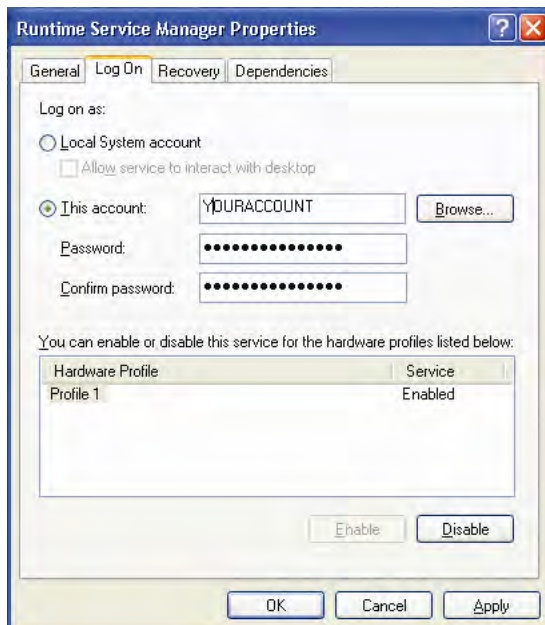 Runtime Service Manager Properties
General Log On Recovery Dependencies
Log on as:
Local System account
Allow service to interact with desktop
This account: YOURACCOUNT Browse...
Password: •••••••••••••••
Confirm password: •••••••••••••••
You can enable or disable this service for the hardware profiles listed below:
Hardware Profile Service
Profile 1 Enabled
Enable Disable
OK Cancel Apply